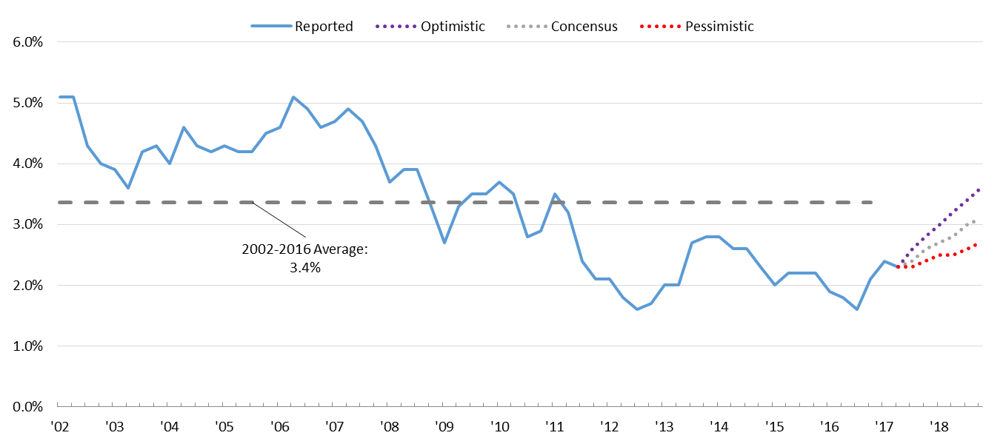 Reported Optimistic Concensus Pessimistic
6.0%
5.0%
4.0%
3.0%
2002-2016 Average:
3.4%
2.0%
1.0%
0.0%
'02 '03 '04 '05 '06 '07 '08 '09 '10 '11 '12 '13 '14 '15 '16 '17 '18